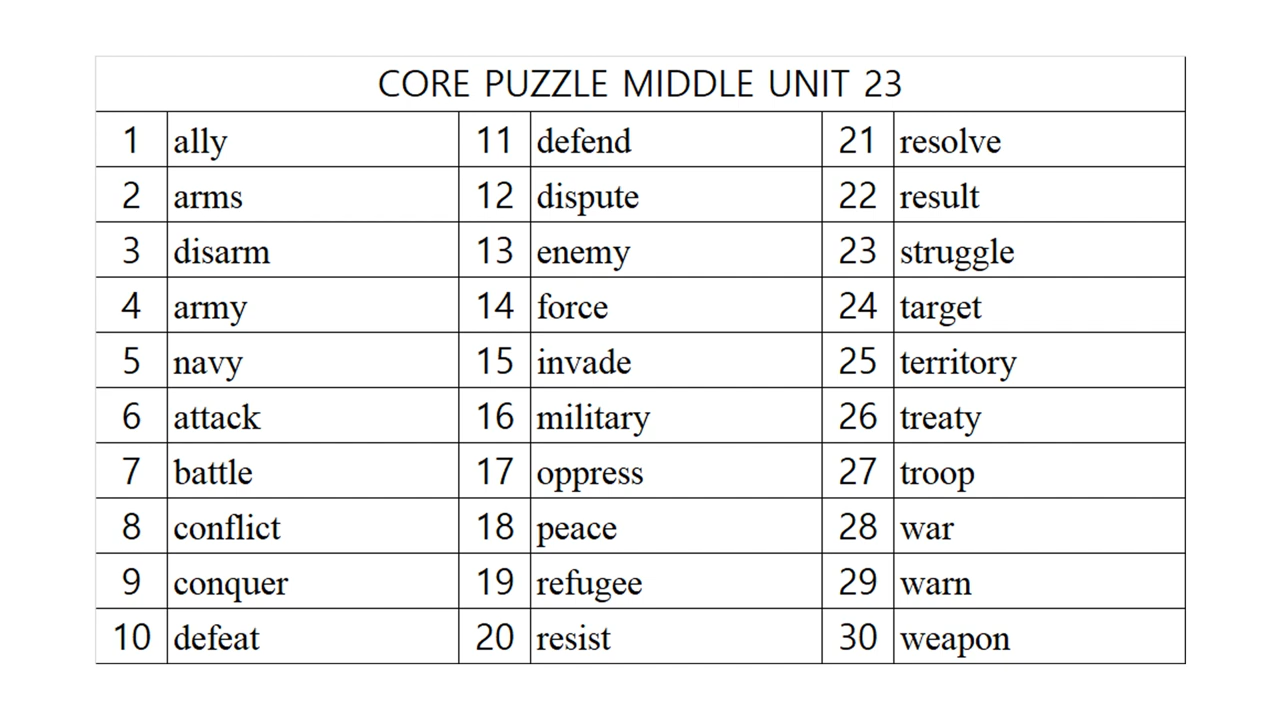 CORE PUZZLE MIDDLE UNIT 23
1 ally 11 defend 21 resolve
2 arms 12 dispute 22 result
3 disarm 13 enemy 23 struggle
4 army 14 force 24 target
5 navy 15 invade 25 territory
6 attack 16 military 26 treaty
7 battle 17 oppress 27 troop
8 conflict 18 peace 28 war
9 conquer 19 refugee 29 warn
10 defeat 20 resist 30 weapon